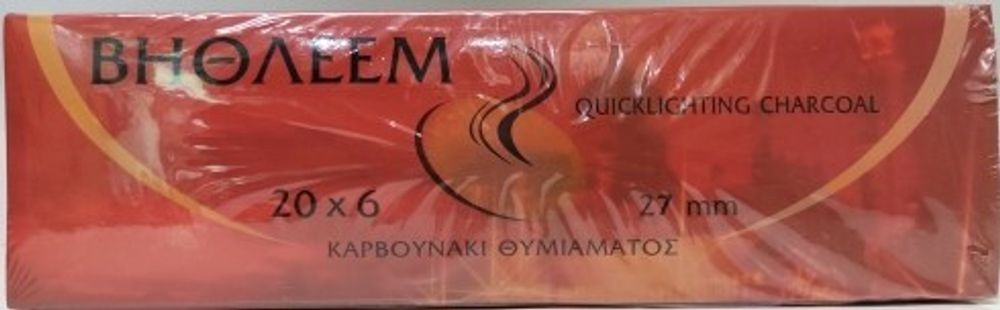 ΒΗΘΛΕΕΜ
QUICKLIGHTING CHARCOAL
20 x 6
27 mm
ΚΑΡΒΟΥΝΑΚΙ ΘΥΜΙΑΜΑΤΟΣ